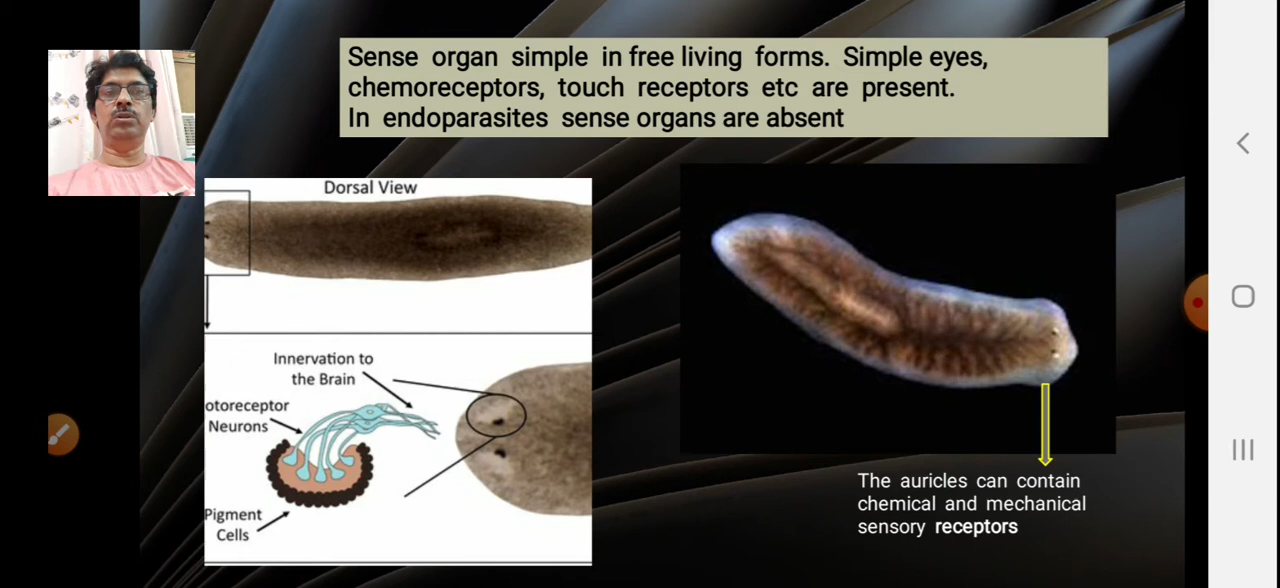 Sense organ simple in free living forms. Simple eyes,
chemoreceptors, touch receptors etc are present.
In endoparasites sense organs are absent
Dorsal View
Innervation to
the Brain
otoreceptor
Neurons
Pigment
Cells
The auricles can contain
chemical and mechanical
sensory receptors